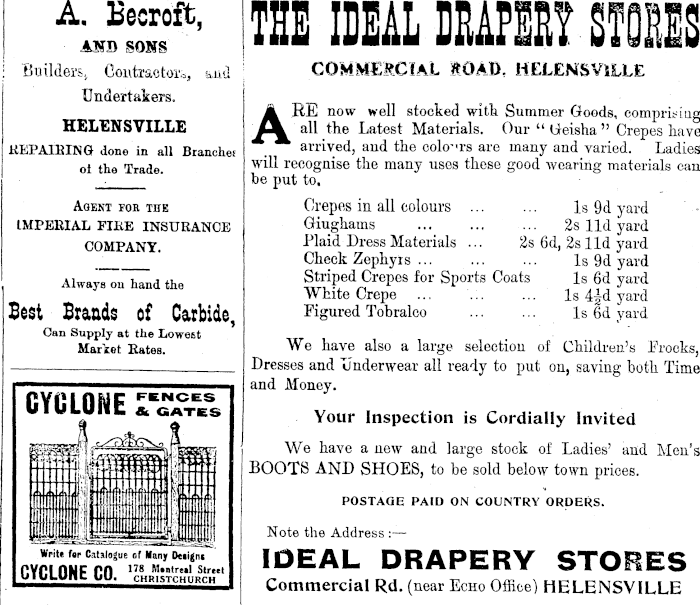 A. Becroft,
AND SONS
Builders, Contractors, and
Undertakers.
HELENSVILLE
REPAIRING done in all Branches
of the Trade.
AGENT FOR THE
IMPERIAL FIRE INSURANCE
COMPANY.
Always on hand the
Best Brands of Carbide,
Can Supply at the Lowest
Market Rates.
CYCLONE FENCES
& GATES
Write for Catalogue of Many Designs
CYCLONE CO. 178 Montreal Street
CHRISTCHURCH
THE IDEAL DRAPERY STORES
COMMERCIAL ROAD, HELENSVILLE
ARE now well stocked with Summer Goods, comprising
all the Latest Materials. Our "Geisha" Crepes have
arrived, and the colours are many and varied. Ladies
will recognise the many uses these good wearing materials can
be put to.
Crepes in all colours ... ... 1s 9d yard
Giughams ... ... ... 2s 11d yard
Plaid Dress Materials ... 2s 6d, 2s 11d yard
Check Zephyrs ... ... ... 1s 9d yard
Striped Crepes for Sports Coats 1s 6d yard
White Crepe ... ... ... 1s 4½d yard
Figured Tobralco ... ... 1s 6d yard
We have also a large selection of Children's Frocks,
Dresses and Underwear all ready to put on, saving both Time
and Money.
Your Inspection is Cordially Invited
We have a new and large stock of Ladies' and Men's
BOOTS AND SHOES, to be sold below town prices.
POSTAGE PAID ON COUNTRY ORDERS.
Note the Address :—
IDEAL DRAPERY STORES
Commercial Rd. (near ECHO Office) HELENSVILLE